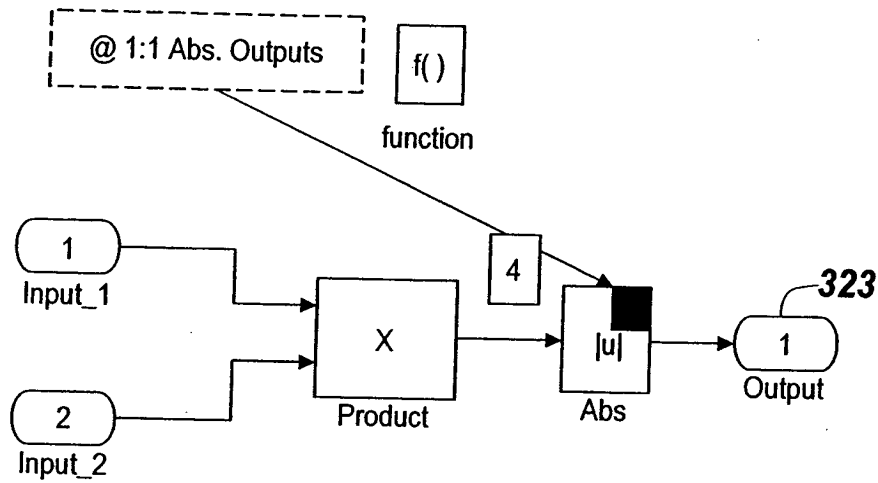 @ 1:1 Abs. Outputs
f( )
function
1
Input_1
4
323
X
|u|
1
Product
Abs
Output
2
Input_2